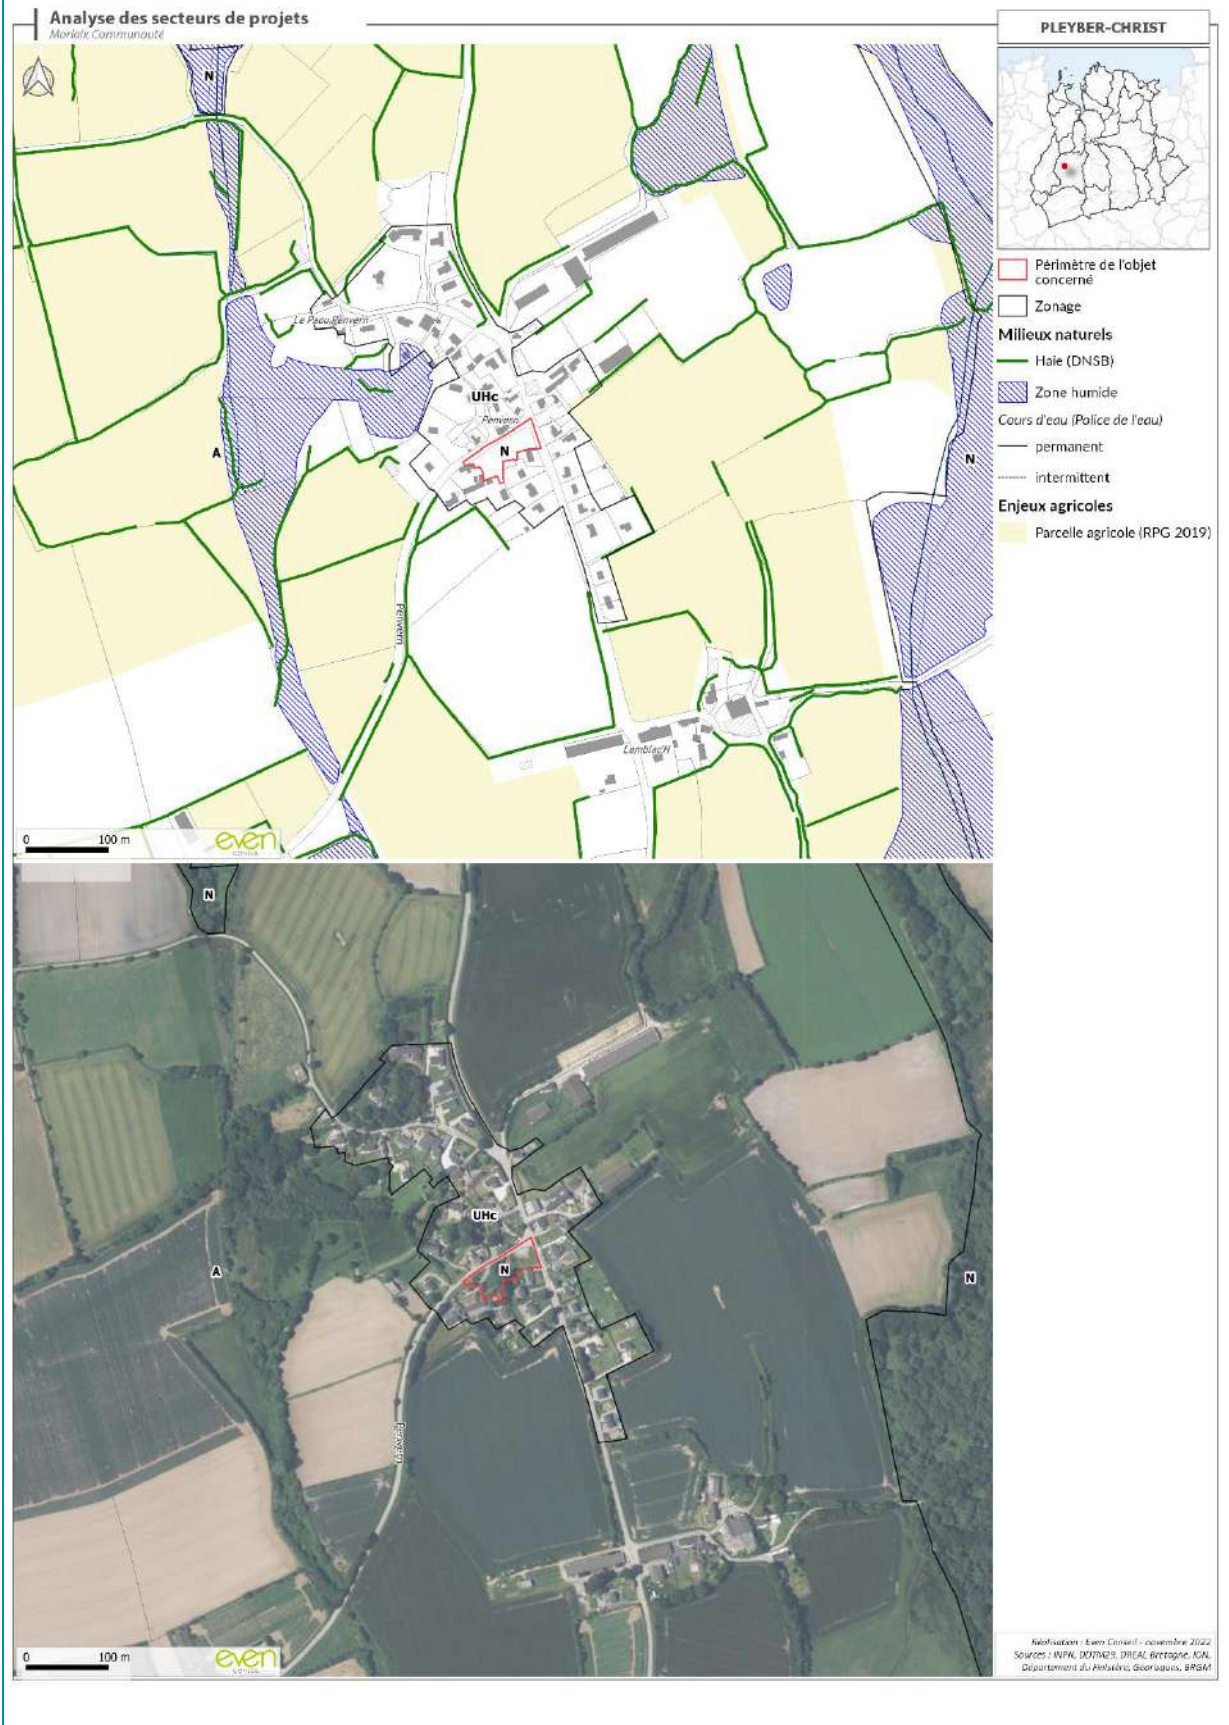 Analyse des secteurs de projets
Morlaix Communauté
PLEYBER-CHRIST
N
Le Paou Penvern
UHc
Penvern
N
A
N
Penvern
Lamblac'H
0 100 m
even
CONSEIL
Périmètre de l'objet
concerné
Zonage
Milieux naturels
Haie (DNSB)
Zone humide
Cours d'eau (Police de l'eau)
permanent
intermittent
Enjeux agricoles
Parcelle agricole (RPG 2019)
N
UHc
N
A
N
Penvern
0 100 m
even
CONSEIL
Réalisation : Even Conseil - novembre 2022
Sources : INPN, DDTM29, DREAL Bretagne, IGN,
Département du Finistère, Géorisques, BRGM